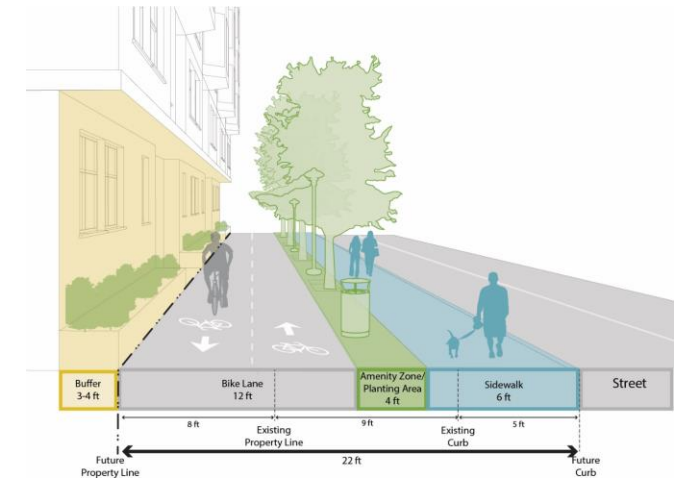 Buffer
3-4 ft
Bike Lane
12 ft
Amenity Zone/
Planting Area
4 ft
Sidewalk
6 ft
Street
8 ft
9 ft
5 ft
Existing
Property Line
Existing
Curb
22 ft
Future
Property Line
Future
Curb